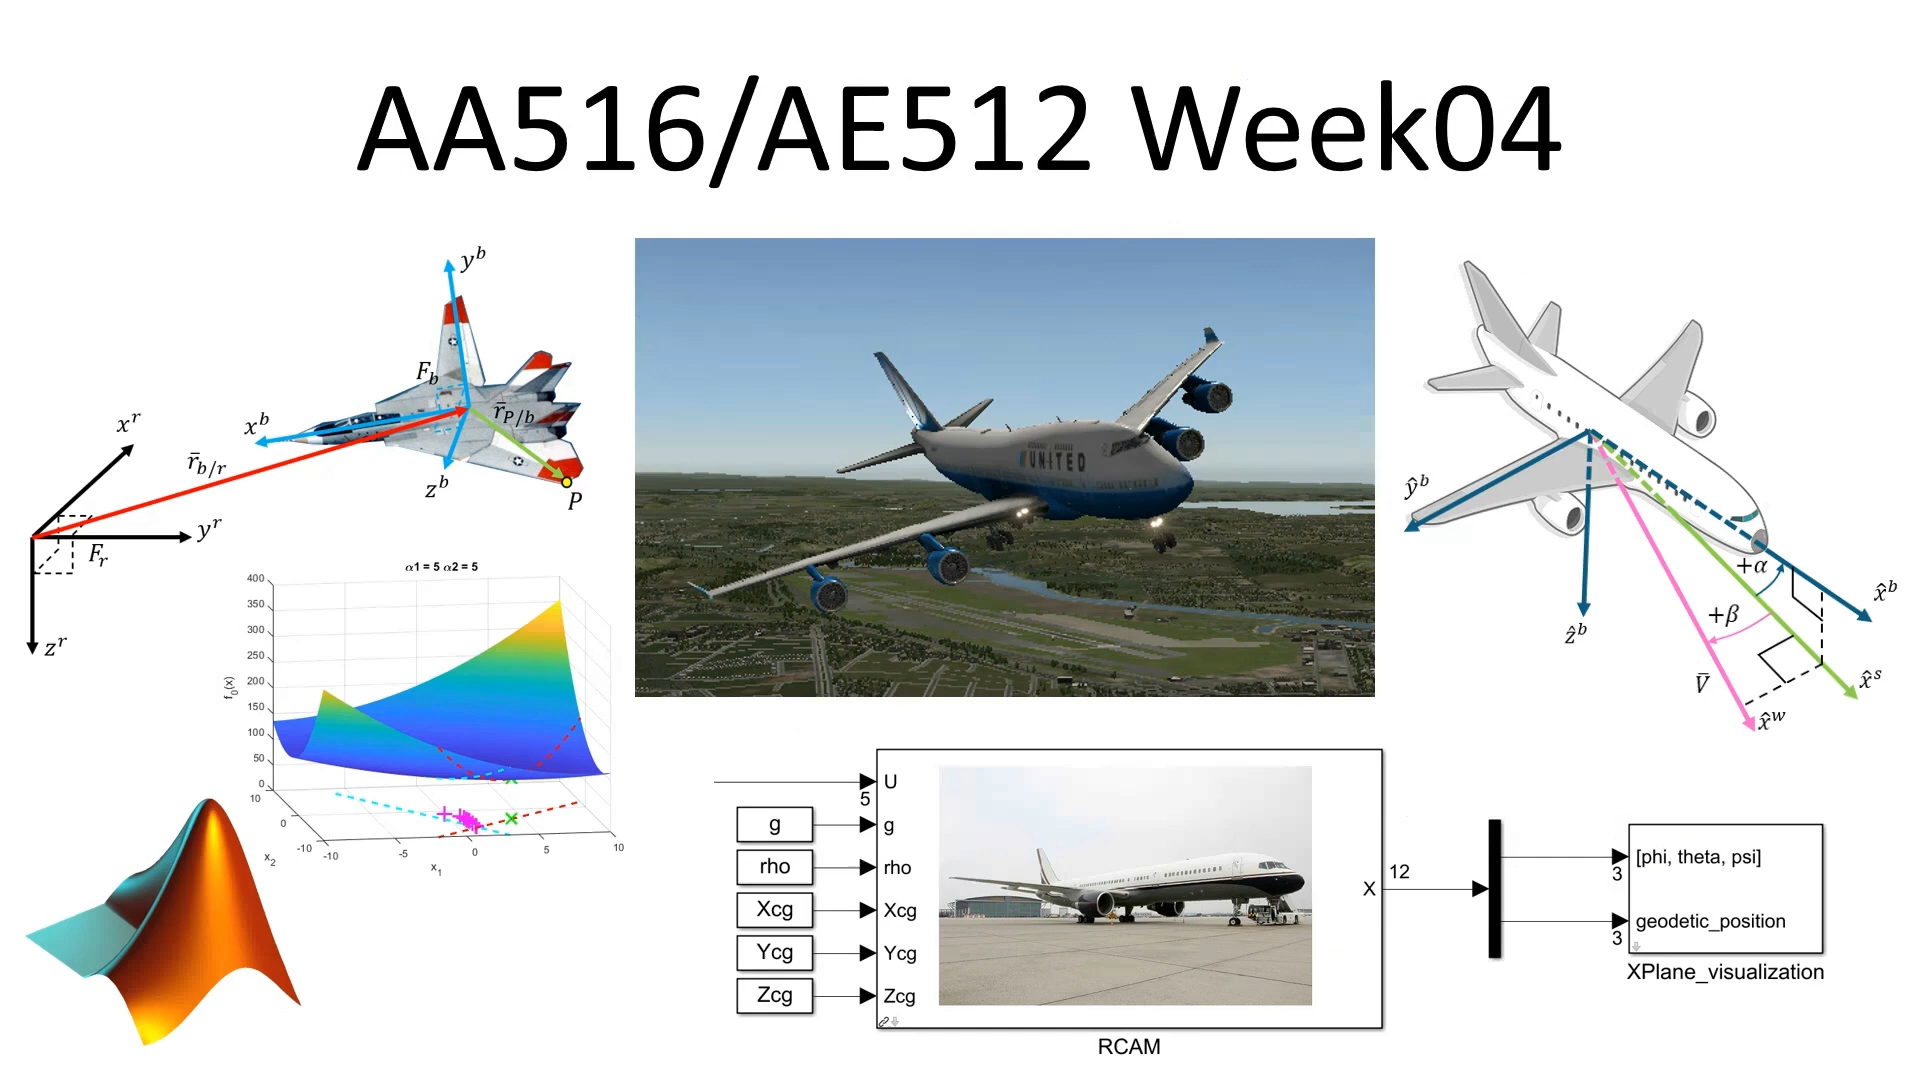 AA516/AE512 Week04
y^b
F_b
r̄_{P/b}
x^b
z^b
P
x^r
r̄_{b/r}
y^r
F_r
z^r
UNITED
ŷ^b
ẑ^b
+α
+β
x̂^b
V̄
x̂^s
x̂^w
α1 = 5 α2 = 5
400
350
300
250
200
150
100
50
0
f_0(x)
10
0
-10
x_2
-10
-5
0
5
10
x_1
U
5
g
g
rho
rho
Xcg
Xcg
Ycg
Ycg
Zcg
Zcg
X
12
RCAM
[phi, theta, psi]
3
geodetic_position
3
XPlane_visualization